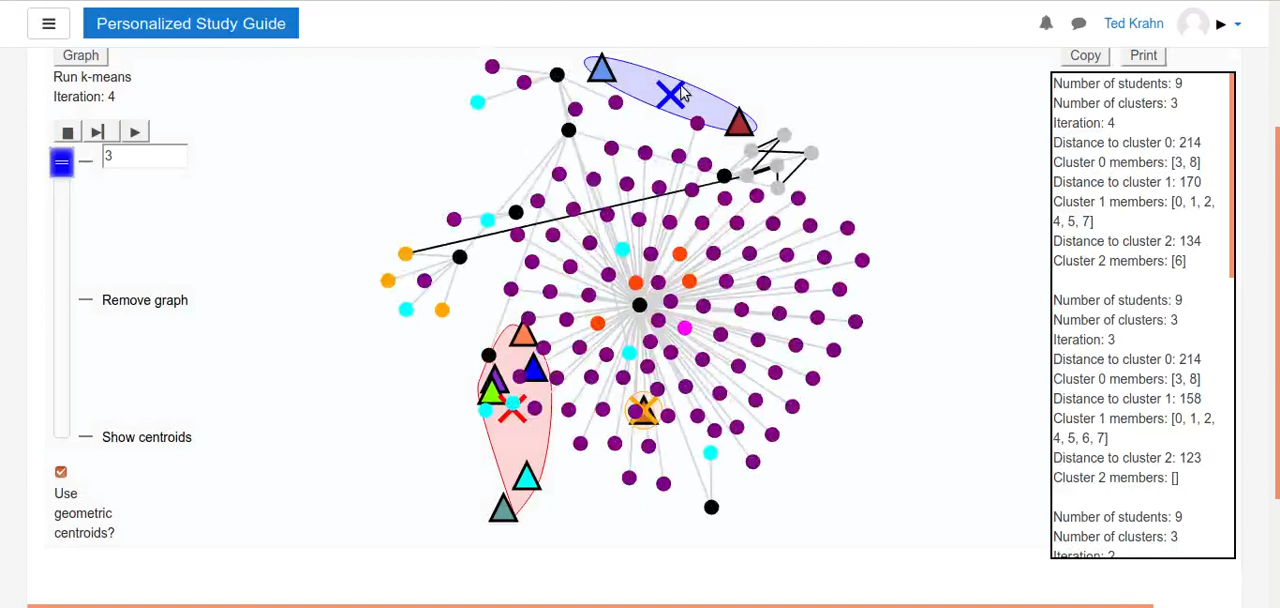 Personalized Study Guide
Ted Krahn
Graph
Copy
Print
Run k-means
Iteration: 4
3
Remove graph
Show centroids
Use
geometric
centroids?
Number of students: 9
Number of clusters: 3
Iteration: 4
Distance to cluster 0: 214
Cluster 0 members: [3, 8]
Distance to cluster 1: 170
Cluster 1 members: [0, 1, 2,
4, 5, 7]
Distance to cluster 2: 134
Cluster 2 members: [6]
Number of students: 9
Number of clusters: 3
Iteration: 3
Distance to cluster 0: 214
Cluster 0 members: [3, 8]
Distance to cluster 1: 158
Cluster 1 members: [0, 1, 2,
4, 5, 6, 7]
Distance to cluster 2: 123
Cluster 2 members: []
Number of students: 9
Number of clusters: 3
Iteration: 2